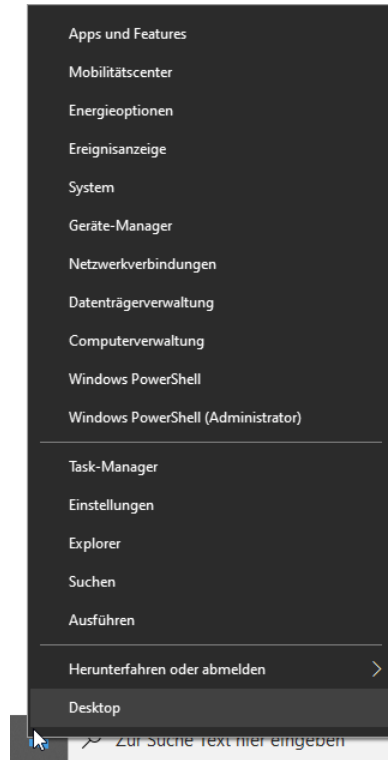 Apps und Features
Mobilitätscenter
Energieoptionen
Ereignisanzeige
System
Geräte-Manager
Netzwerkverbindungen
Datenträgerverwaltung
Computerverwaltung
Windows PowerShell
Windows PowerShell (Administrator)
Task-Manager
Einstellungen
Explorer
Suchen
Ausführen
Herunterfahren oder abmelden
Desktop
Zur Suche Text hier eingeben